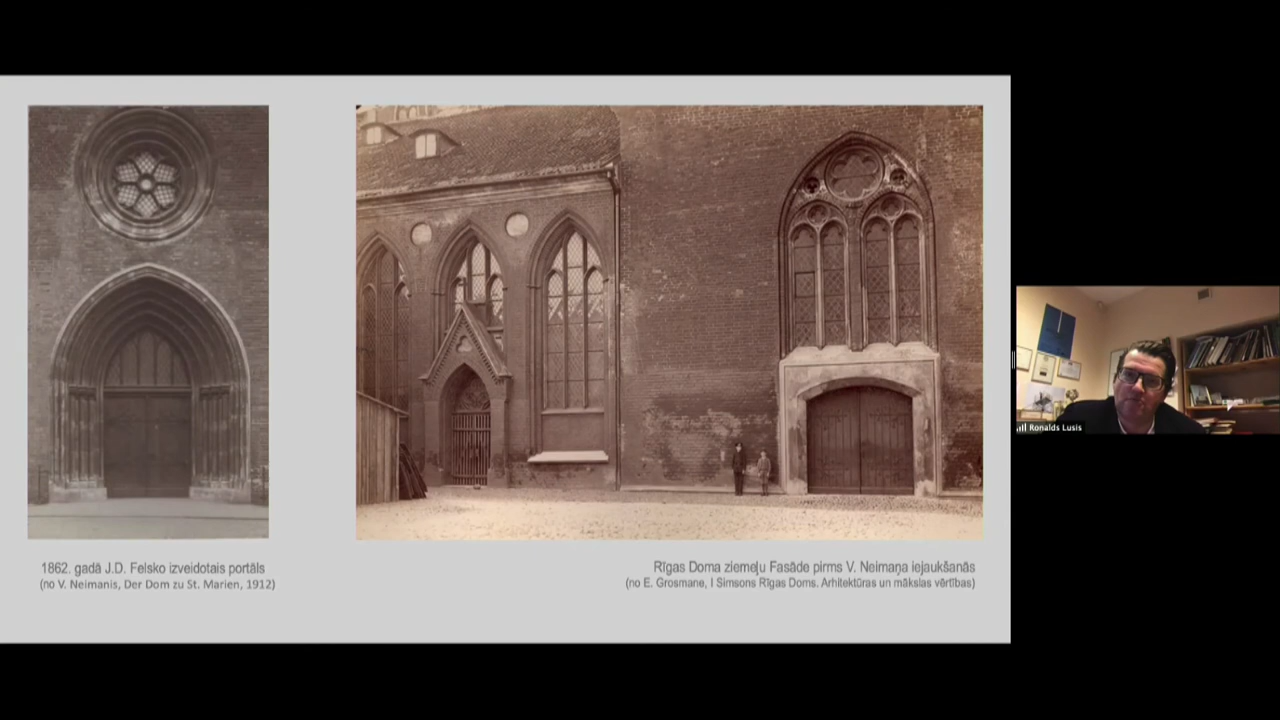 1862. gadā J.D. Felsko izveidotais portāls
(no V. Neimanis, Der Dom zu St. Marien, 1912)
Rīgas Doma ziemeļu Fasāde pirms V. Neimaņa iejaukšanās
(no E. Grosmane, I Simsons Rīgas Doms. Arhitektūras un mākslas vērtības)
Ronalds Lusis